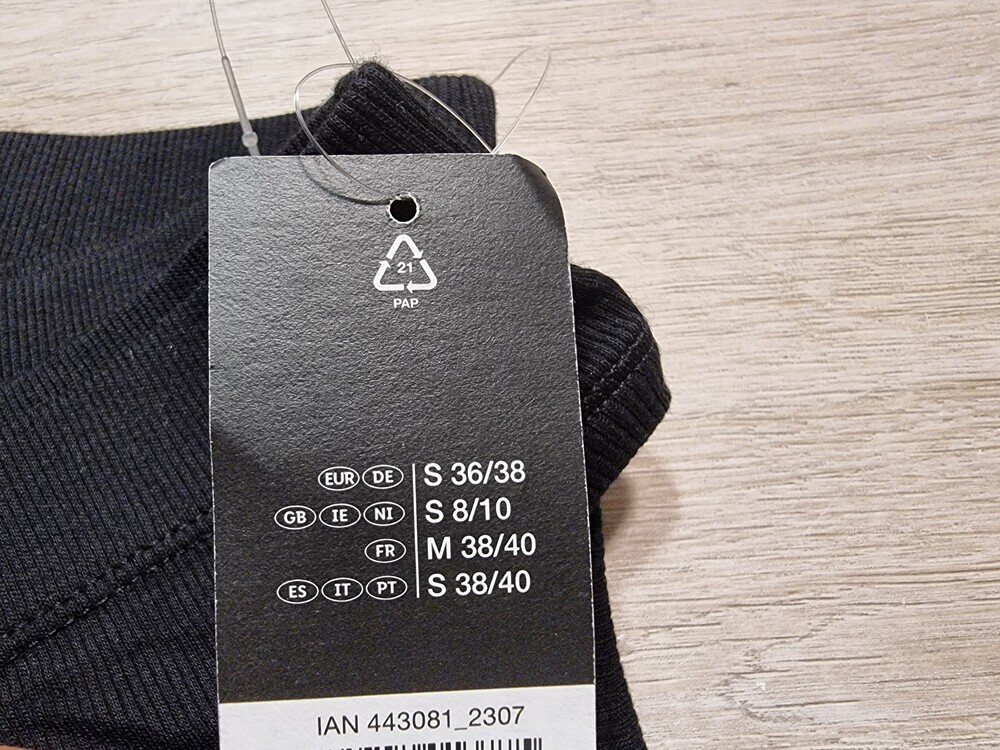 21
PAP
EUR DE S 36/38
GB IE NI S 8/10
FR M 38/40
ES IT PT S 38/40
IAN 443081_2307